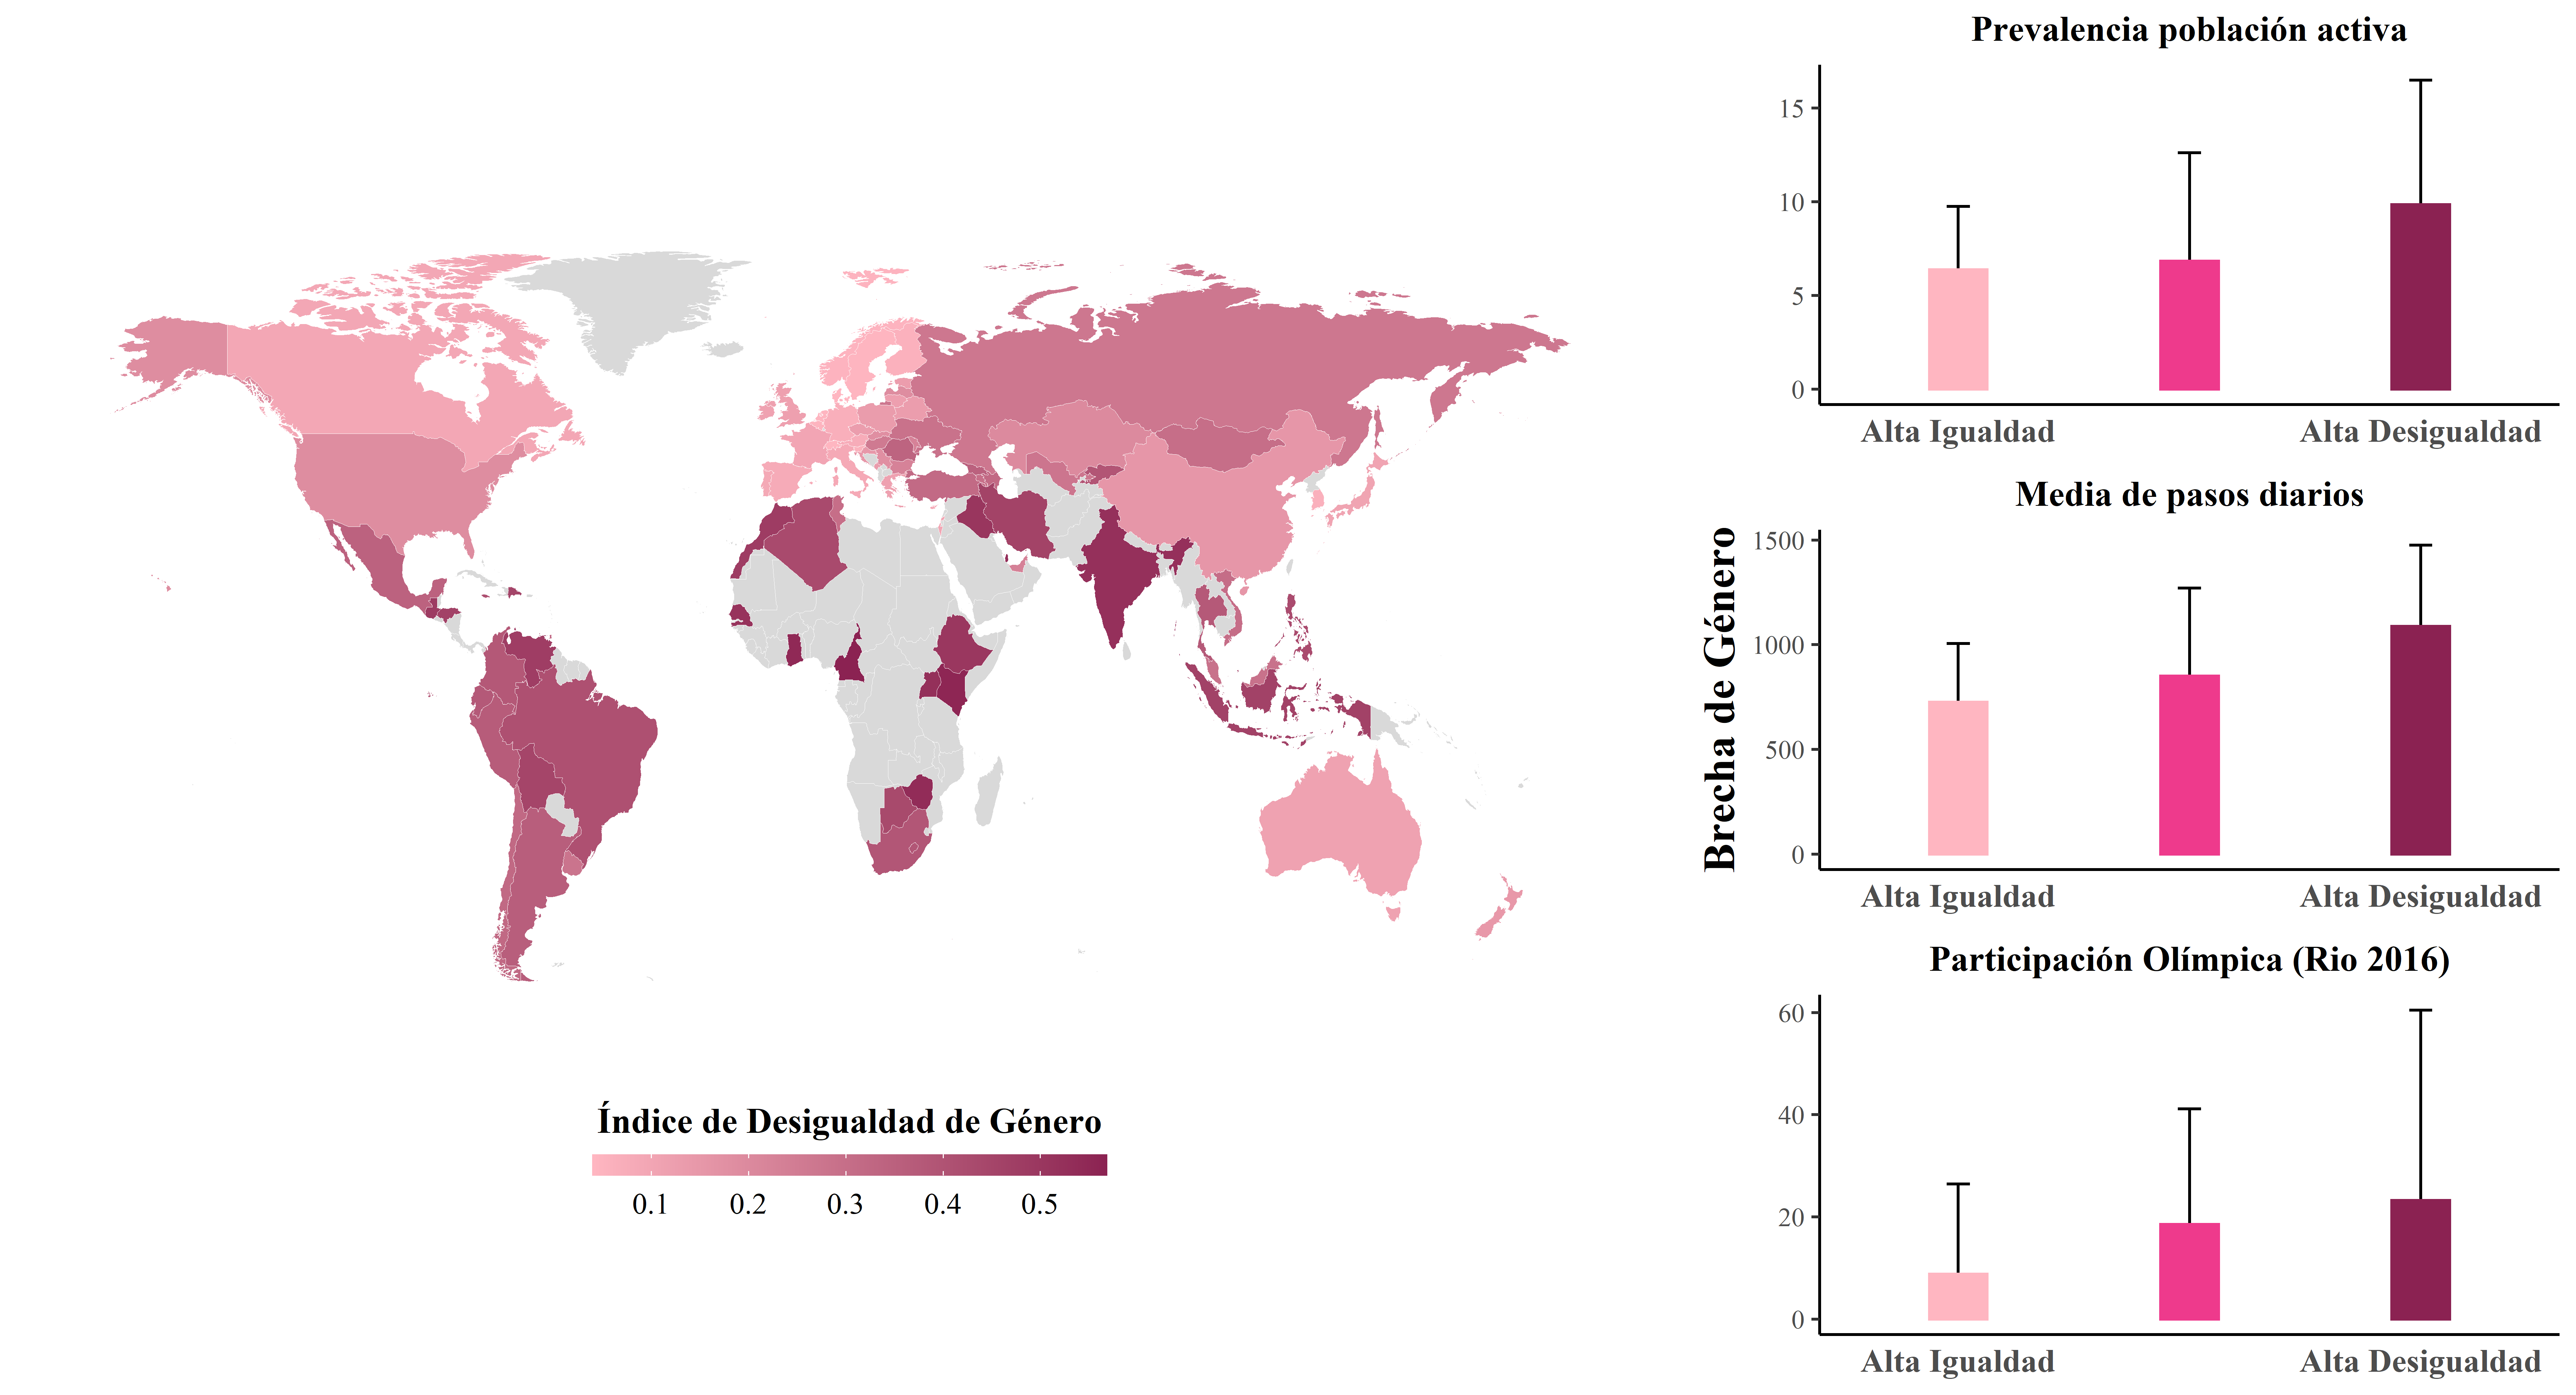 Índice de Desigualdad de Género
0.1 0.2 0.3 0.4 0.5
Brecha de Género
Prevalencia población activa
15
10
5
0
Alta Igualdad Alta Desigualdad
Media de pasos diarios
1500
1000
500
0
Alta Igualdad Alta Desigualdad
Participación Olímpica (Rio 2016)
60
40
20
0
Alta Igualdad Alta Desigualdad